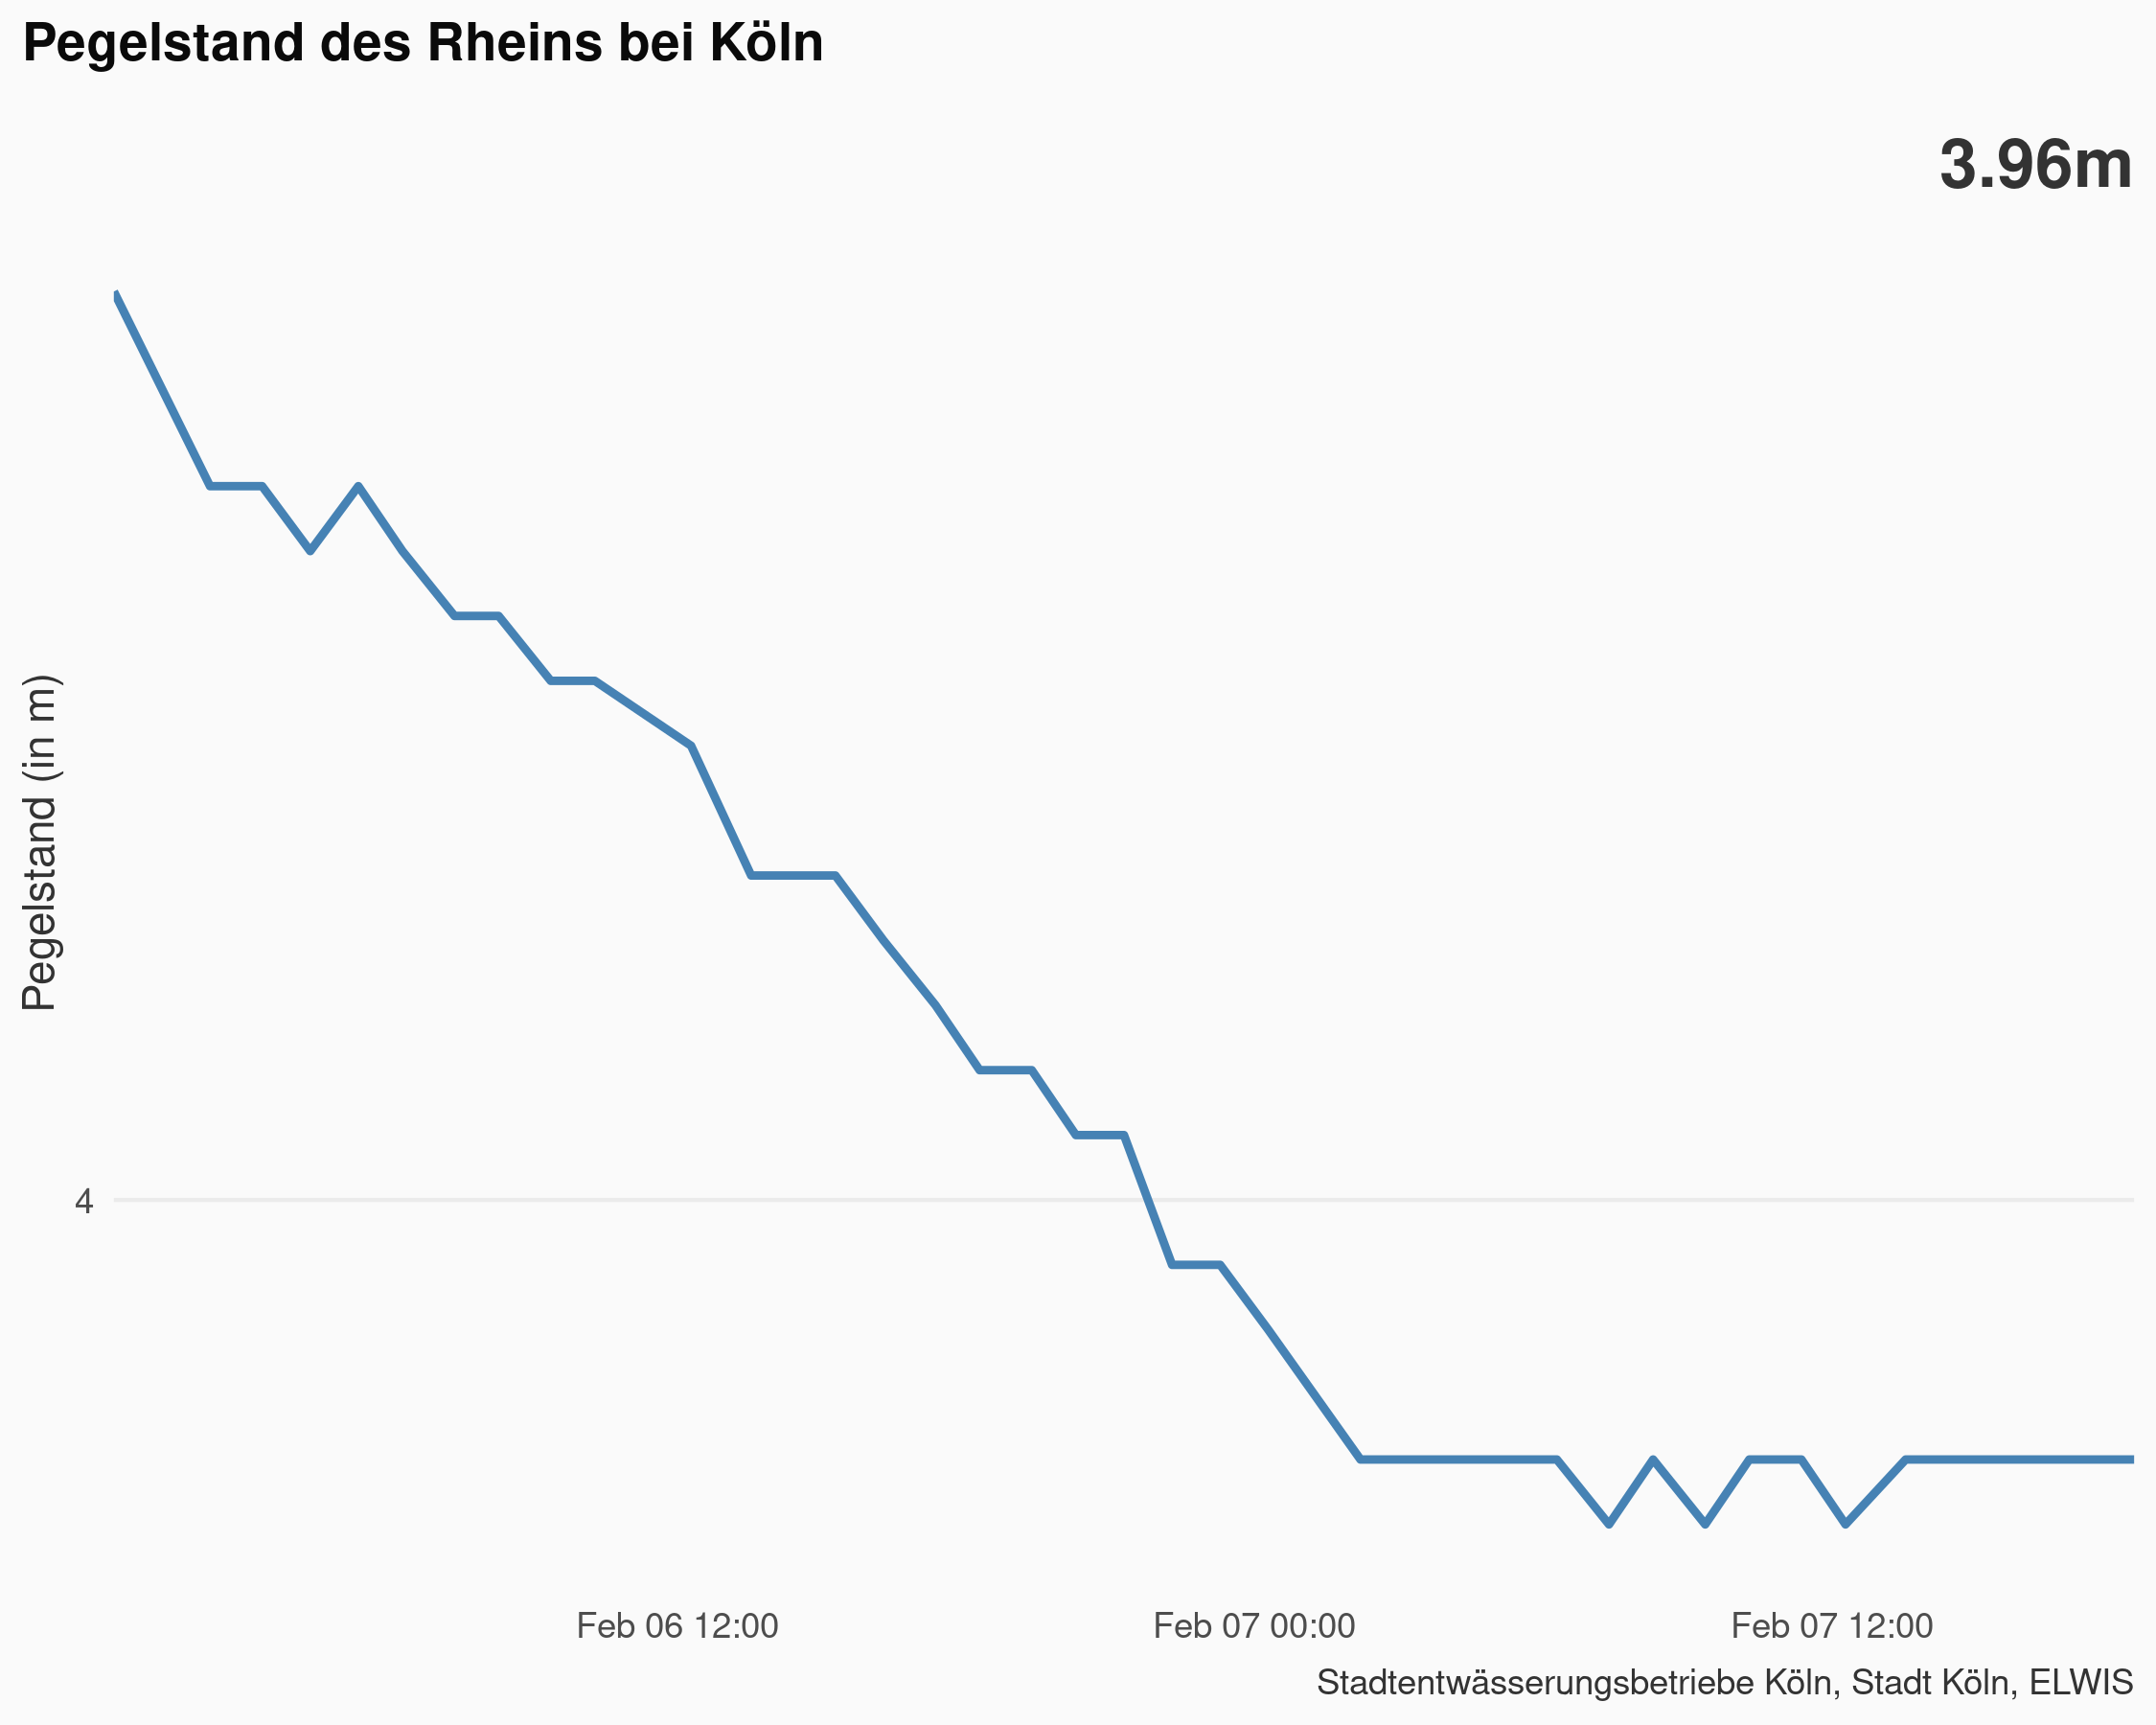 Pegelstand des Rheins bei Köln
3.96m
Pegelstand (in m)
4
Feb 06 12:00
Feb 07 00:00
Feb 07 12:00
Stadtentwässerungsbetriebe Köln, Stadt Köln, ELWIS